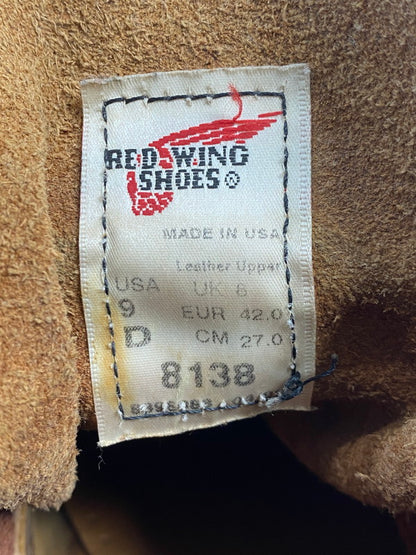 RED WING
SHOES®
MADE IN USA
Leather Upper
USA UK 8
9 EUR 42.0
D CM 27.0
8138